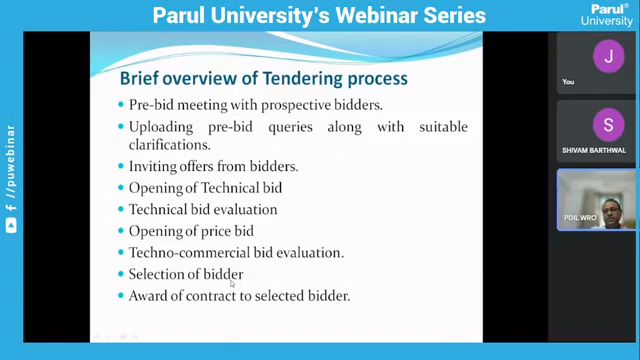 Parul University's Webinar Series
Parul®
University
//puwebinar
Brief overview of Tendering process
• Pre-bid meeting with prospective bidders.
• Uploading pre-bid queries along with suitable
clarifications.
• Inviting offers from bidders.
• Opening of Technical bid
• Technical bid evaluation
• Opening of price bid
• Techno-commercial bid evaluation.
• Selection of bidder
• Award of contract to selected bidder.
J
You
S
SHIVAM BARTHWAL
PDIL WRO